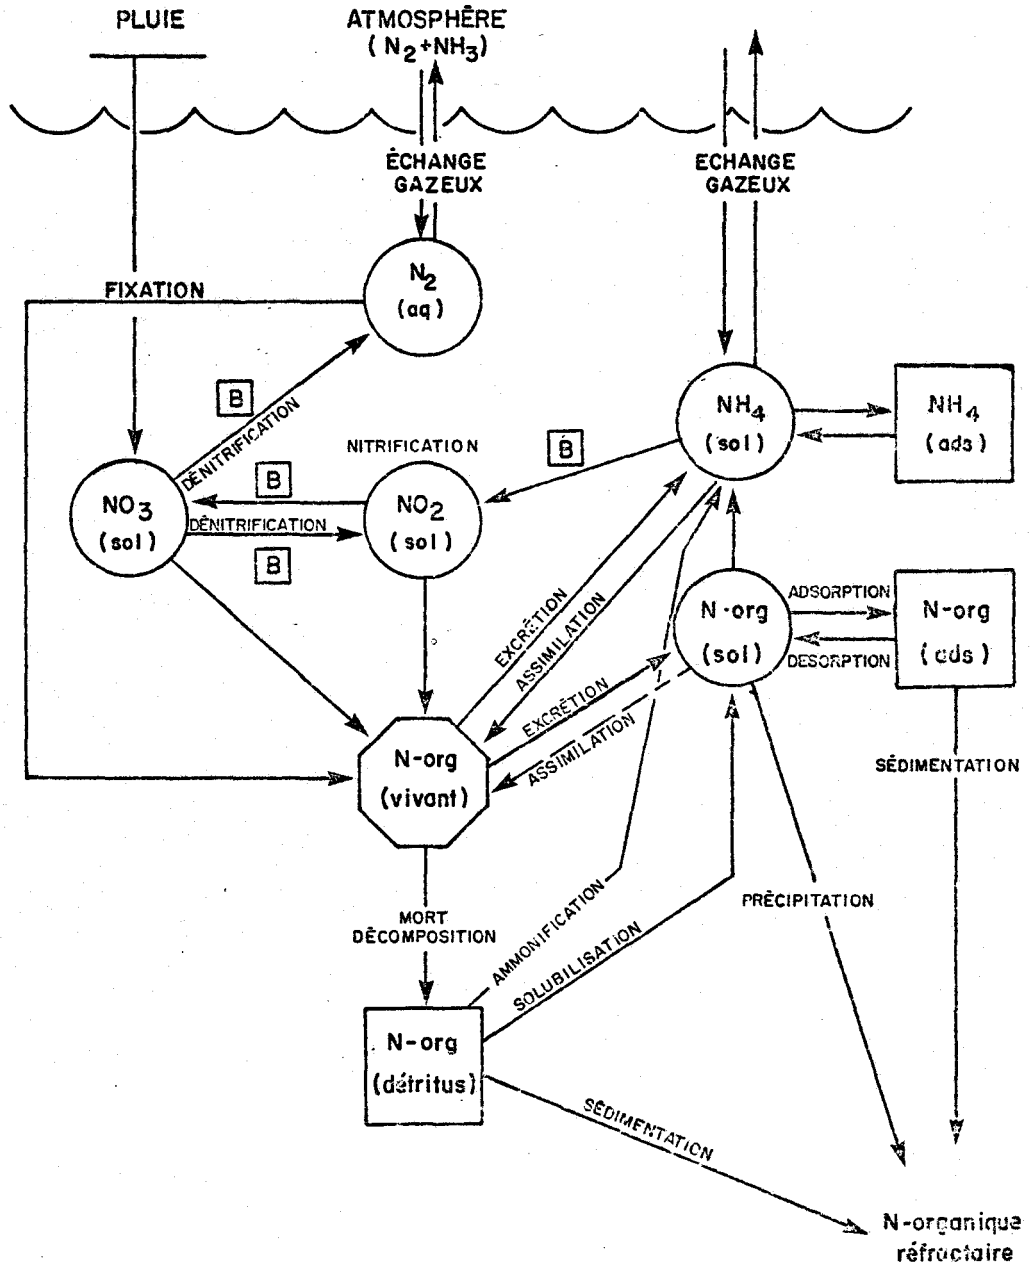 PLUIE
ATMOSPHÊRE
(N₂+NH₃)
ÉCHANGE
GAZEUX
ECHANGE
GAZEUX
N₂
(aq)
FIXATION
B
DÉNITRIFICATION
NITRIFICATION
B
NH₄
(sol)
NH₄
(ads)
NO₃
(sol)
B
DÊNITRIFICATION
B
NO₂
(sol)
EXCRÉTION
ASSIMILATION
N-org
(sol)
ADSORPTION
DESORPTION
N-org
(ads)
EXCRÉTION
ASSIMILATION
N-org
(vivant)
SÉDIMENTATION
MORT
DÉCOMPOSITION
AMMONIFICATION
SOLUBILISATION
PRÉCIPITATION
N-org
(détritus)
SÉDIMENTATION
N-organique
réfractaire